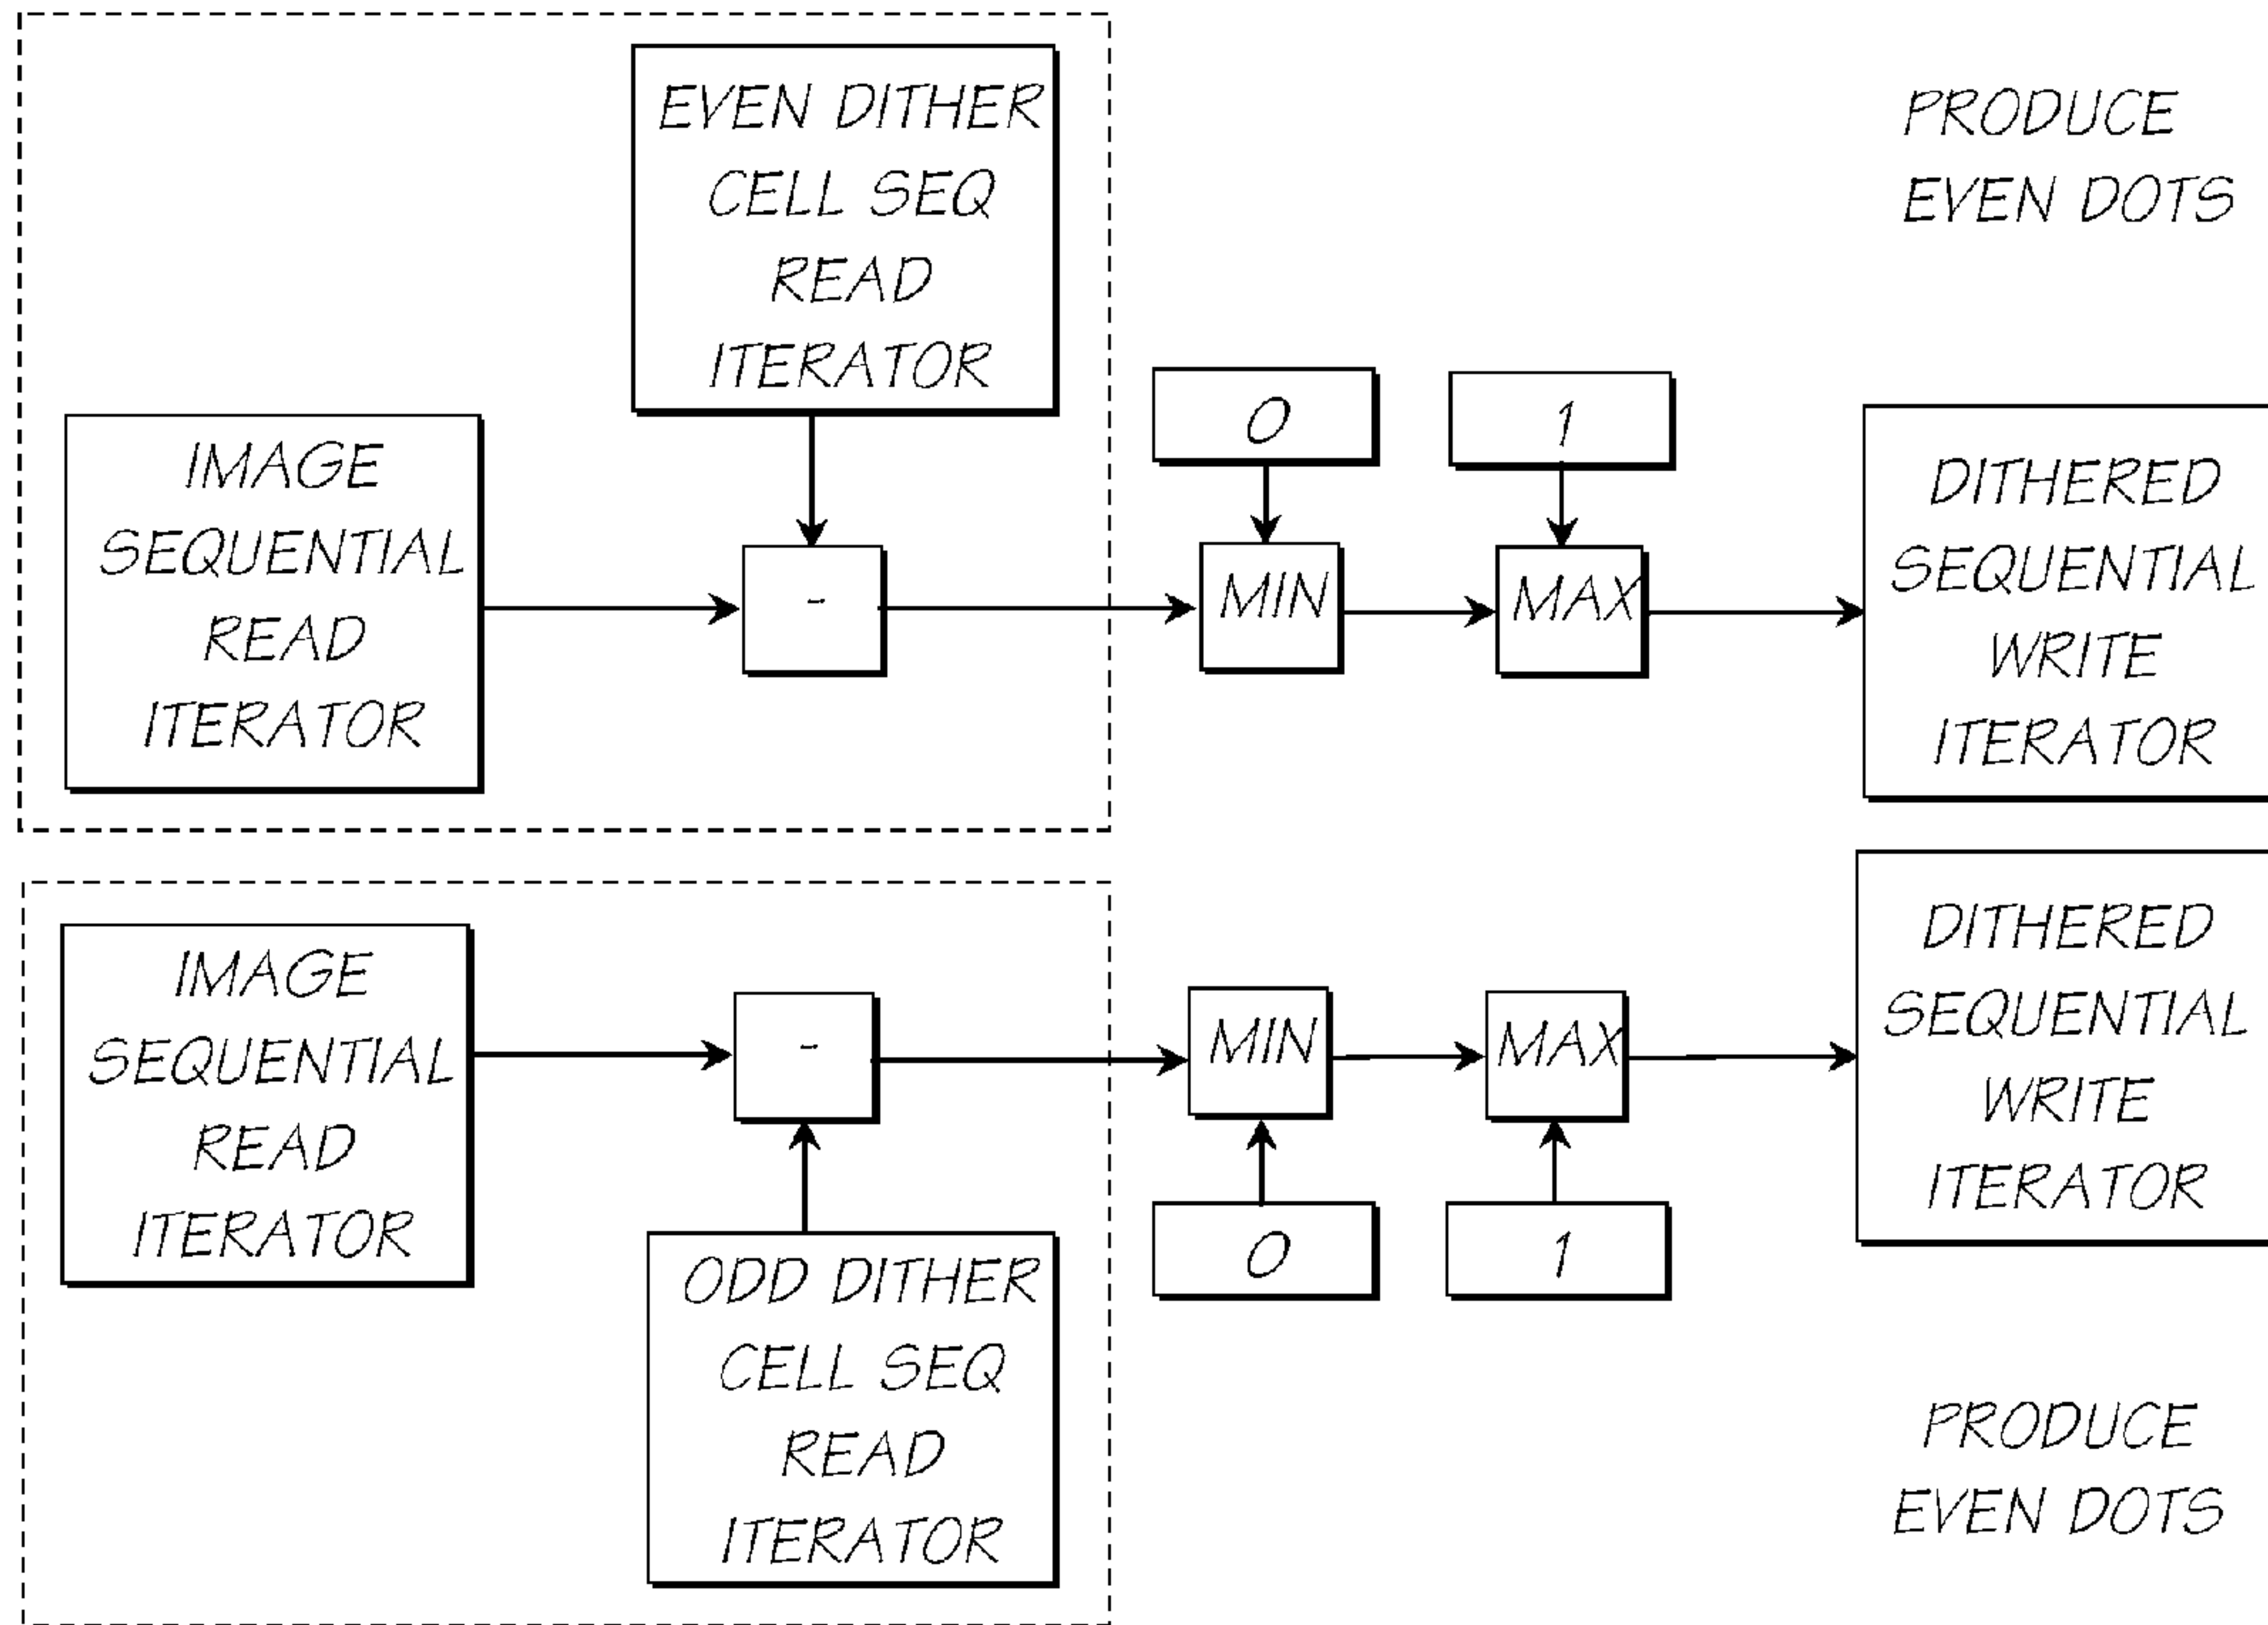 EVEN DITHER
CELL SEQ
READ
ITERATOR
PRODUCE
EVEN DOTS
IMAGE
SEQUENTIAL
READ
ITERATOR
-
0
MIN
1
MAX
DITHERED
SEQUENTIAL
WRITE
ITERATOR
IMAGE
SEQUENTIAL
READ
ITERATOR
-
MIN
MAX
DITHERED
SEQUENTIAL
WRITE
ITERATOR
ODD DITHER
CELL SEQ
READ
ITERATOR
0
1
PRODUCE
EVEN DOTS